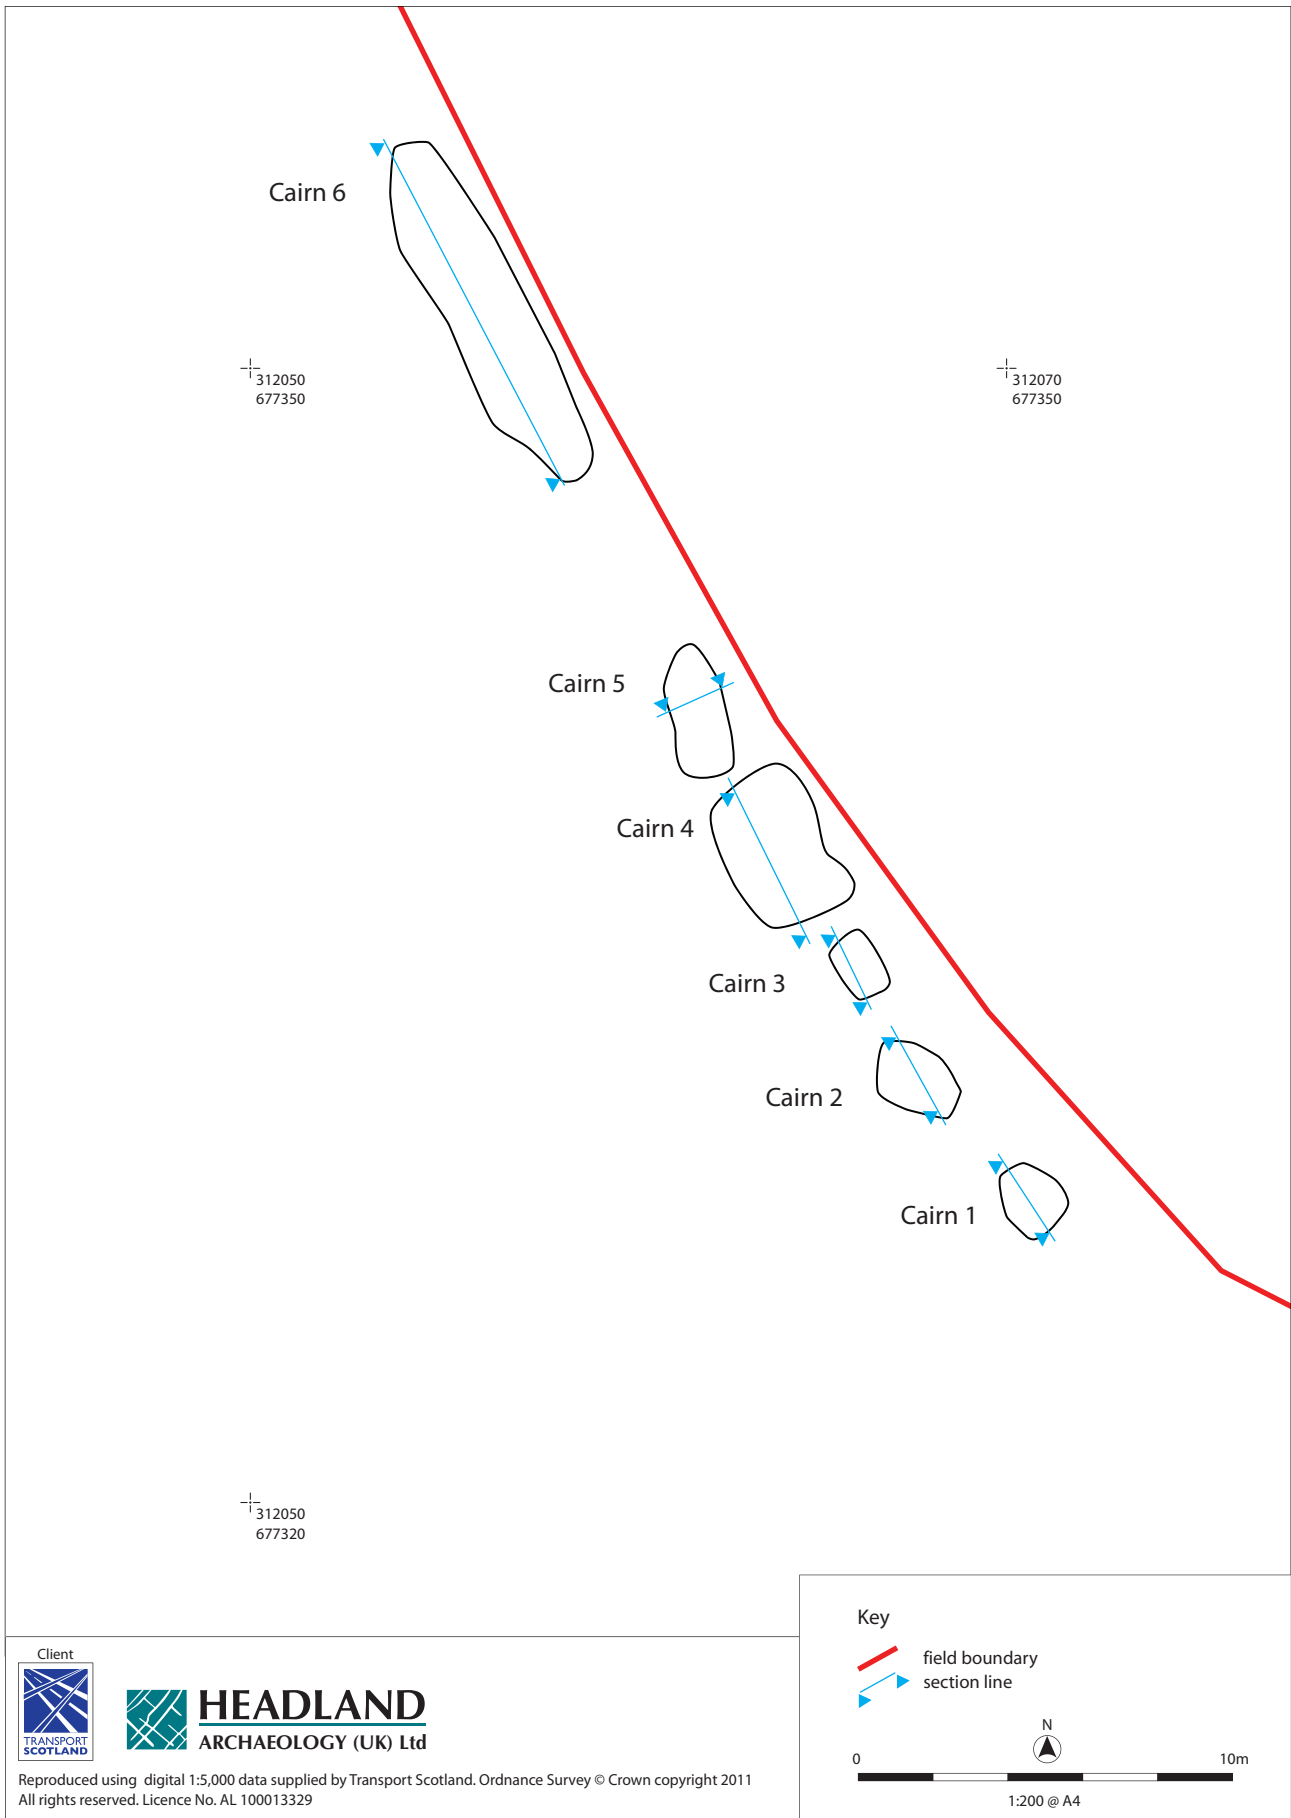 Cairn 6
312050
677350
312070
677350
Cairn 5
Cairn 4
Cairn 3
Cairn 2
Cairn 1
312050
677320
Client
TRANSPORT
SCOTLAND
HEADLAND
ARCHAEOLOGY (UK) Ltd
Reproduced using digital 1:5,000 data supplied by Transport Scotland. Ordnance Survey © Crown copyright 2011
All rights reserved. Licence No. AL 100013329
Key
field boundary
section line
N
0 10m
1:200 @ A4